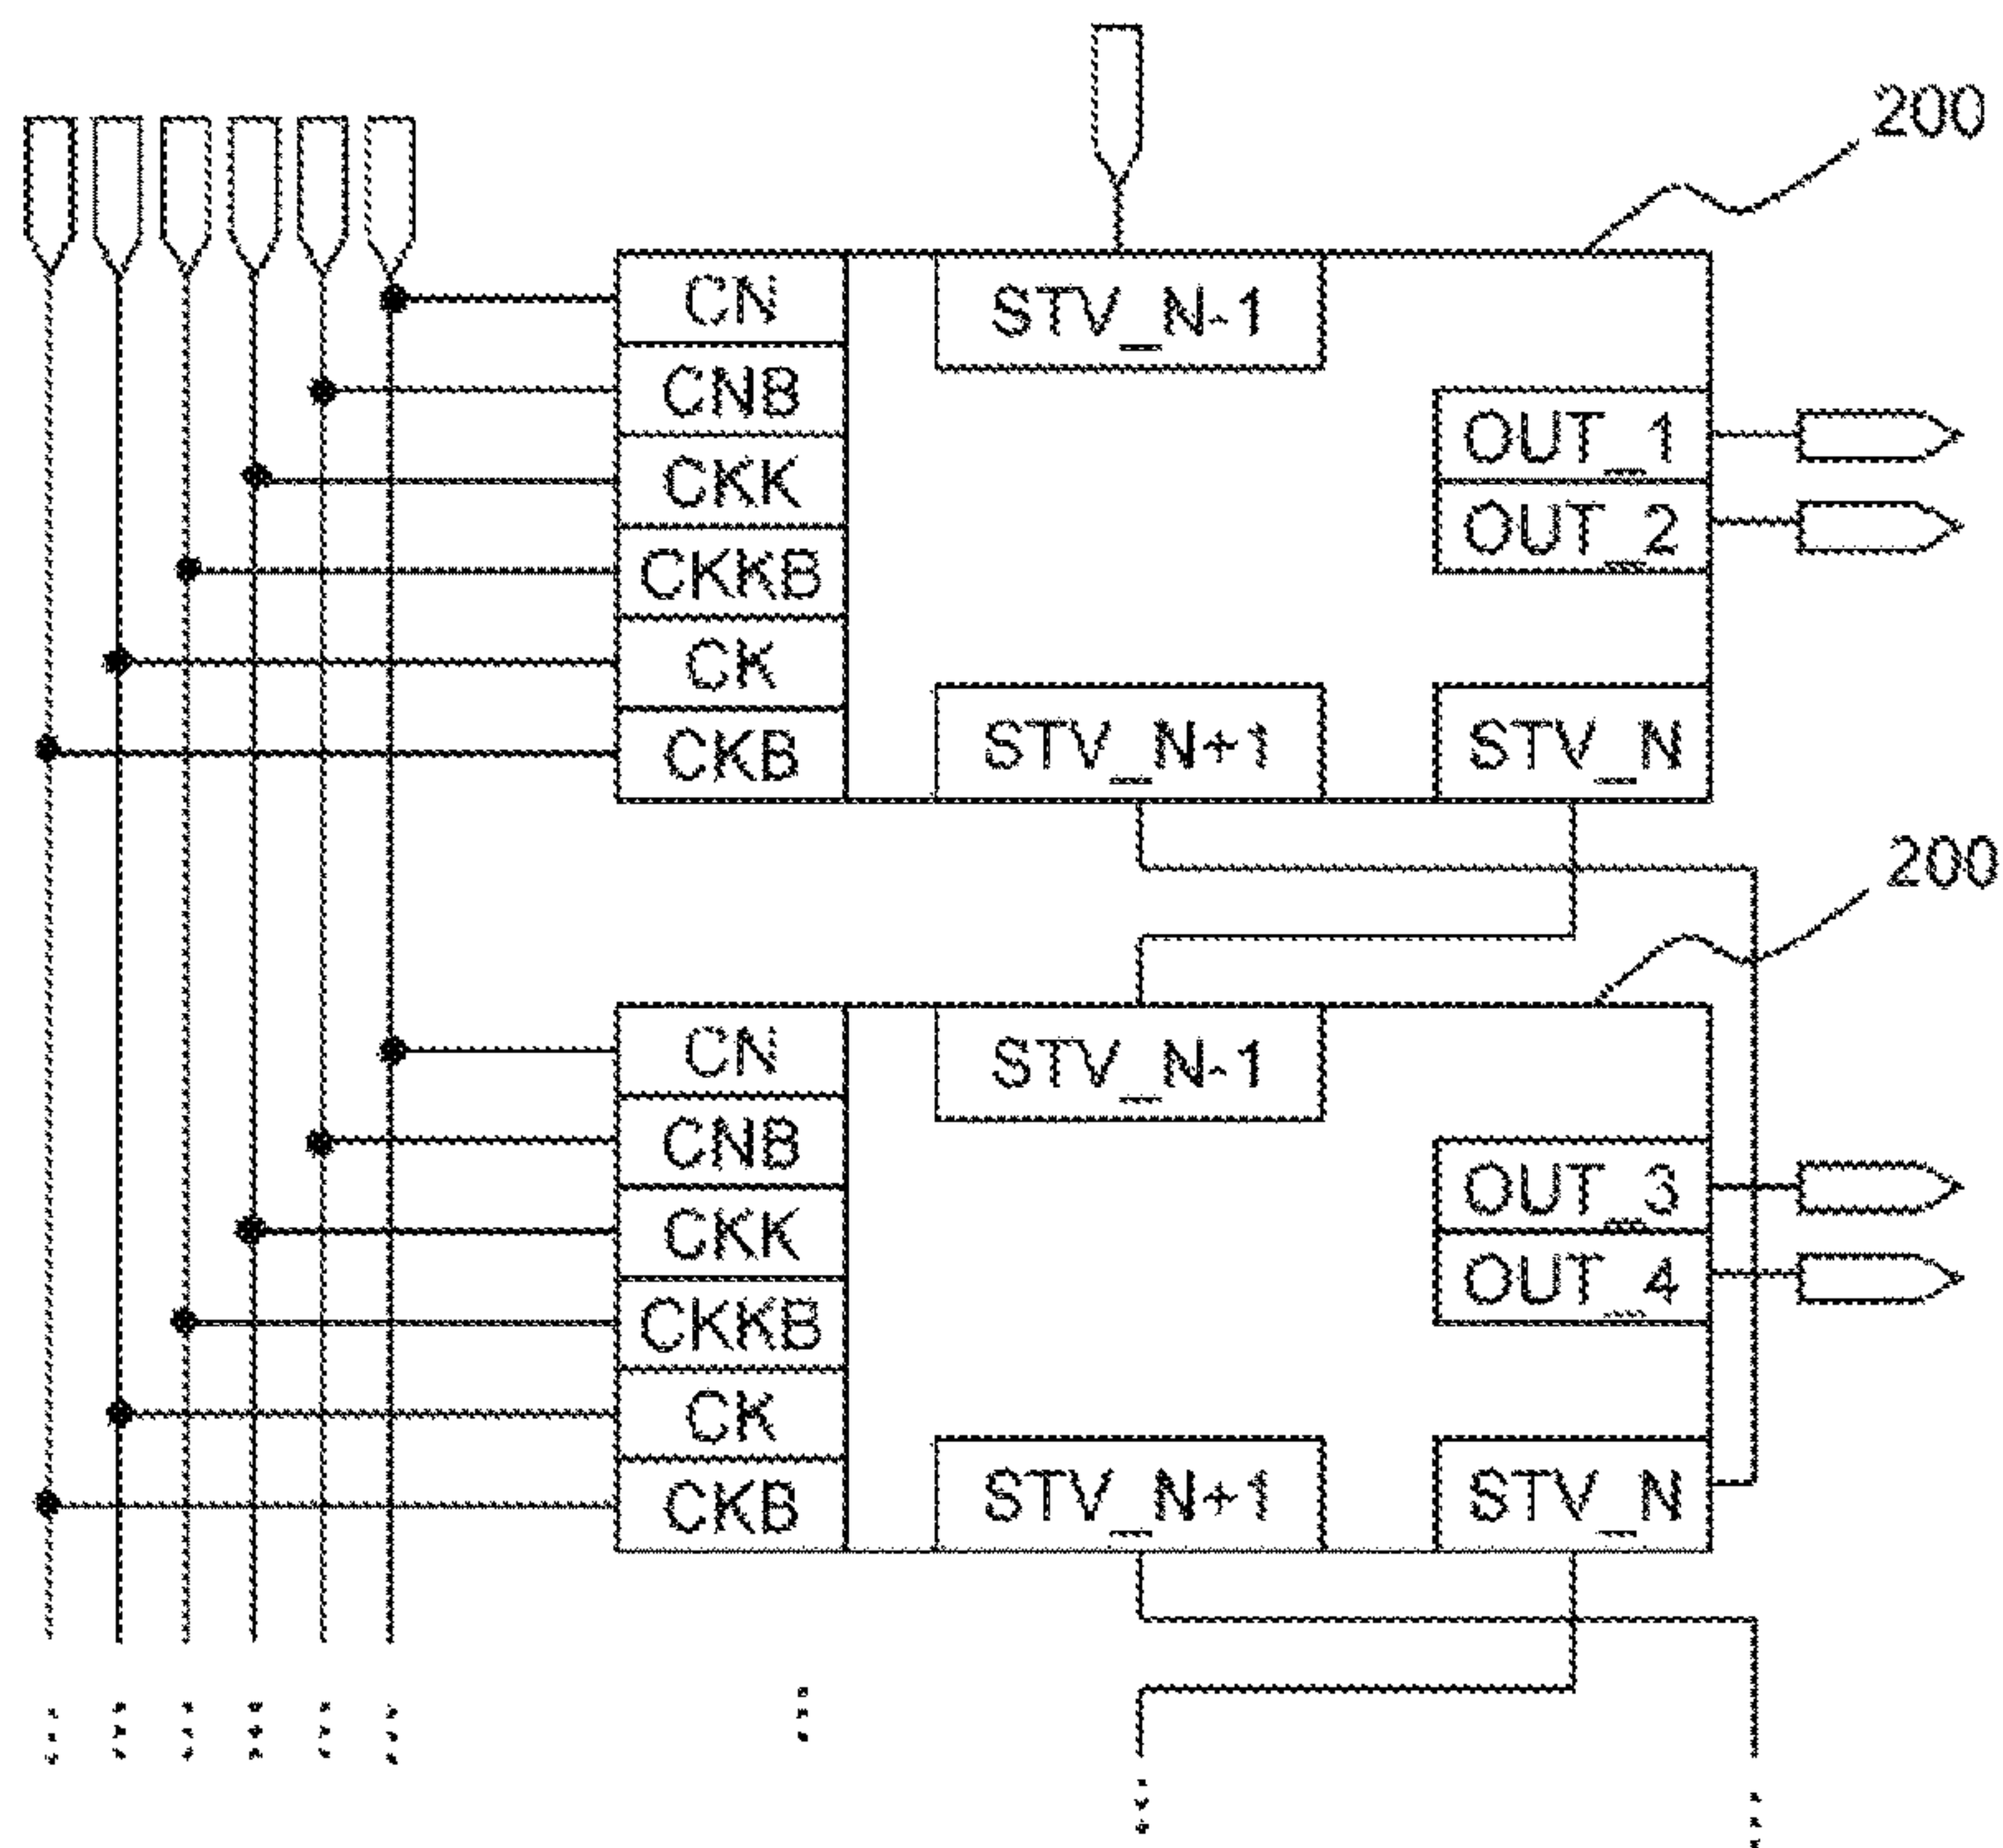 200
CN
STV_N-1
CNB
OUT_1
CKK
OUT_2
CKKB
CK
CKB
STV_N+1
STV_N
200
CN
STV_N-1
CNB
OUT_3
CKK
OUT_4
CKKB
CK
CKB
STV_N+1
STV_N